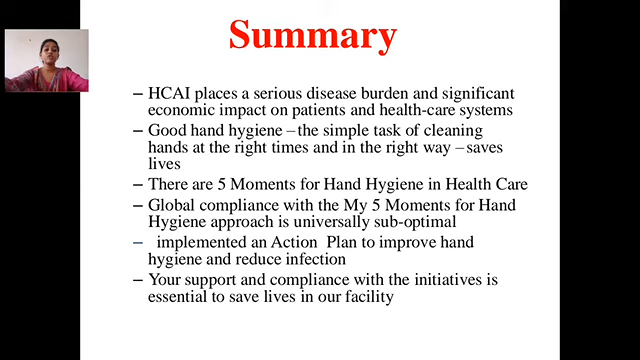 Summary
– HCAI places a serious disease burden and significant
economic impact on patients and health-care systems
– Good hand hygiene – the simple task of cleaning
hands at the right times and in the right way – saves
lives
– There are 5 Moments for Hand Hygiene in Health Care
– Global compliance with the My 5 Moments for Hand
Hygiene approach is universally sub-optimal
– implemented an Action Plan to improve hand
hygiene and reduce infection
– Your support and compliance with the initiatives is
essential to save lives in our facility